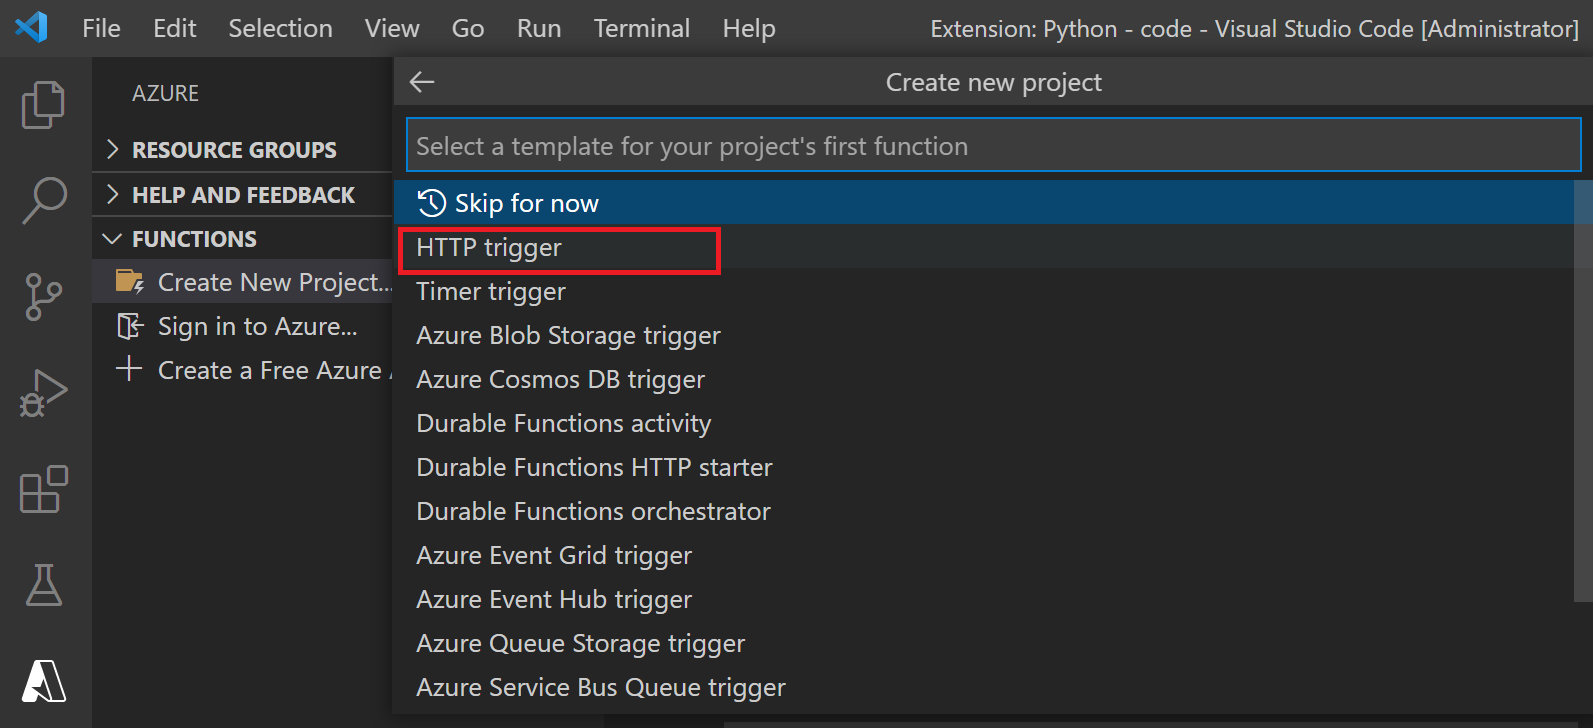 File Edit Selection View Go Run Terminal Help Extension: Python - code - Visual Studio Code [Administrator]
AZURE
RESOURCE GROUPS
HELP AND FEEDBACK
FUNCTIONS
Create New Project...
Sign in to Azure...
Create a Free Azure
Create new project
Select a template for your project's first function
Skip for now
HTTP trigger
Timer trigger
Azure Blob Storage trigger
Azure Cosmos DB trigger
Durable Functions activity
Durable Functions HTTP starter
Durable Functions orchestrator
Azure Event Grid trigger
Azure Event Hub trigger
Azure Queue Storage trigger
Azure Service Bus Queue trigger